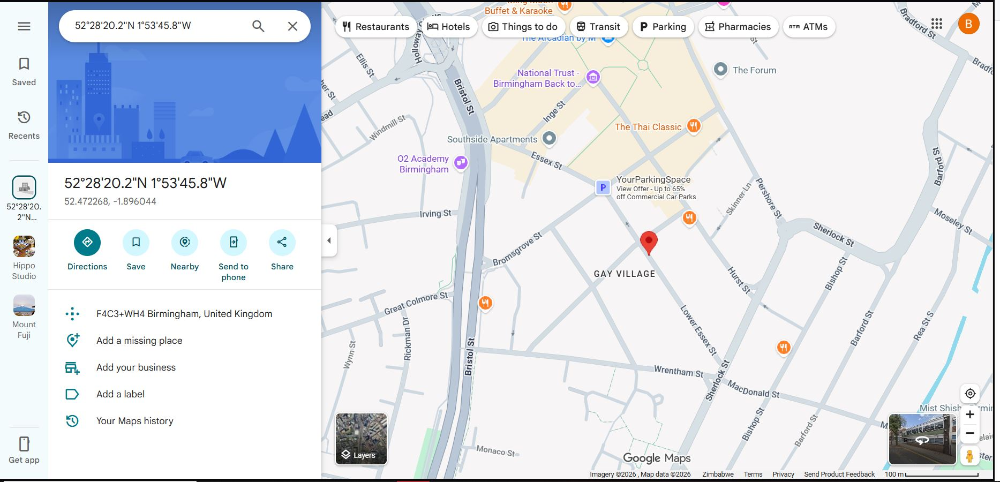 52°28'20.2"N 1°53'45.8"W
Saved
Recents
52°28'20.
2"N...
Hippo
Studio
Mount
Fuji
Get app
52°28'20.2"N 1°53'45.8"W
52.472268, -1.896044
Directions
Save
Nearby
Send to
phone
Share
F4C3+WH4 Birmingham, United Kingdom
Add a missing place
Add your business
Add a label
Your Maps history
Buffet & Karaoke
Restaurants
Hotels
Things to do
Transit
Parking
Pharmacies
ATM
ATMs
B
The Arcadian by M
Holloway
Ellis St
Bristol St
National Trust -
Birmingham Back to...
The Forum
Bradford St
Inge St
Windmill St
The Thai Classic
Southside Apartments
O2 Academy
Birmingham
Essex St
P
YourParkingSpace
View Offer - Up to 65%
off Commercial Car Parks
Barford St
Skinner Ln
Pershore St
Moseley St
Irving St
Sherlock St
Bromsgrove St
GAY VILLAGE
Hurst St
Bishop St
Great Colmore St
Lower Essex St
Rickman Dr
Barford St
Rea St S
Wynn St
Bristol St
Wrentham St
Sherlock St
MacDonald St
Bishop St
Barford St
Mist Shish
Monaco St
Layers
Google Maps
Imagery ©2026 , Map data ©2026
Zimbabwe
Terms
Privacy
Send Product Feedback
100 m